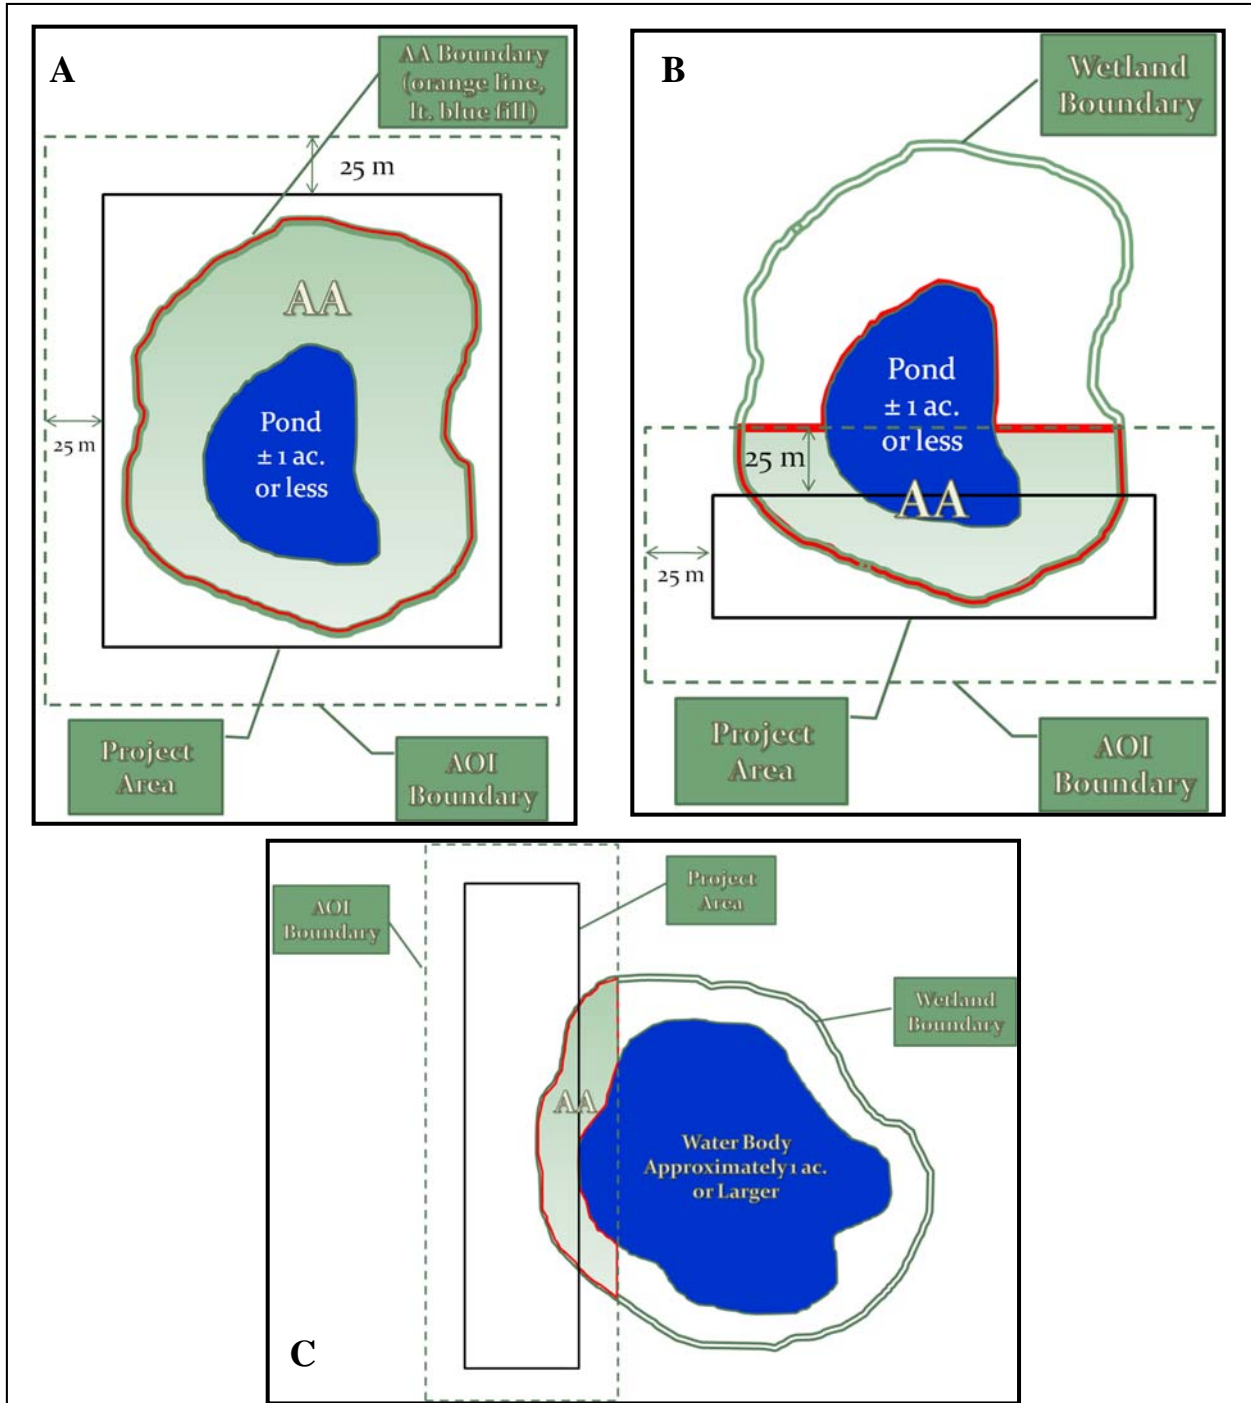 A
AA Boundary
(orange line,
lt. blue fill)
25 m
AA
25 m
Pond
± 1 ac.
or less
Project
Area
AOI
Boundary
B
Wetland
Boundary
Pond
± 1 ac.
or less
25 m
AA
25 m
Project
Area
AOI
Boundary
AOI
Boundary
Project
Area
Wetland
Boundary
AA
Water Body
Approximately 1 ac.
or Larger
C